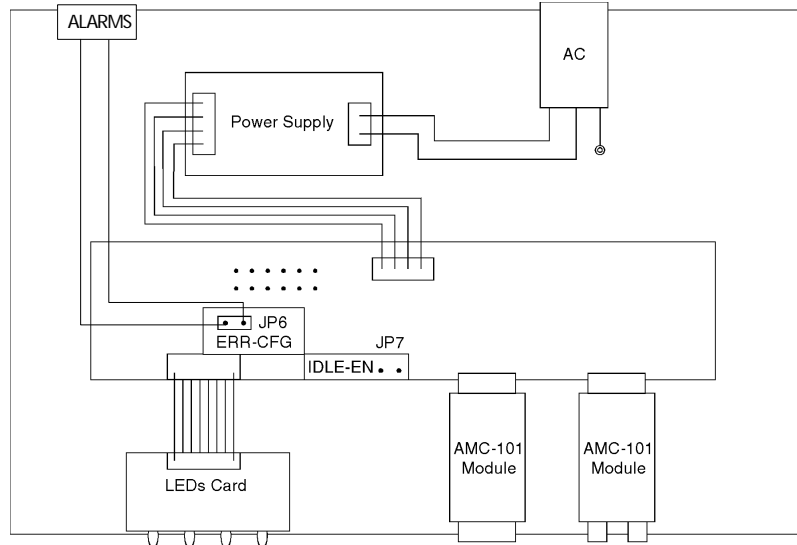 ALARMS
AC
Power Supply
JP6
ERR-CFG
JP7
IDLE-EN
AMC-101
Module
AMC-101
Module
LEDs Card